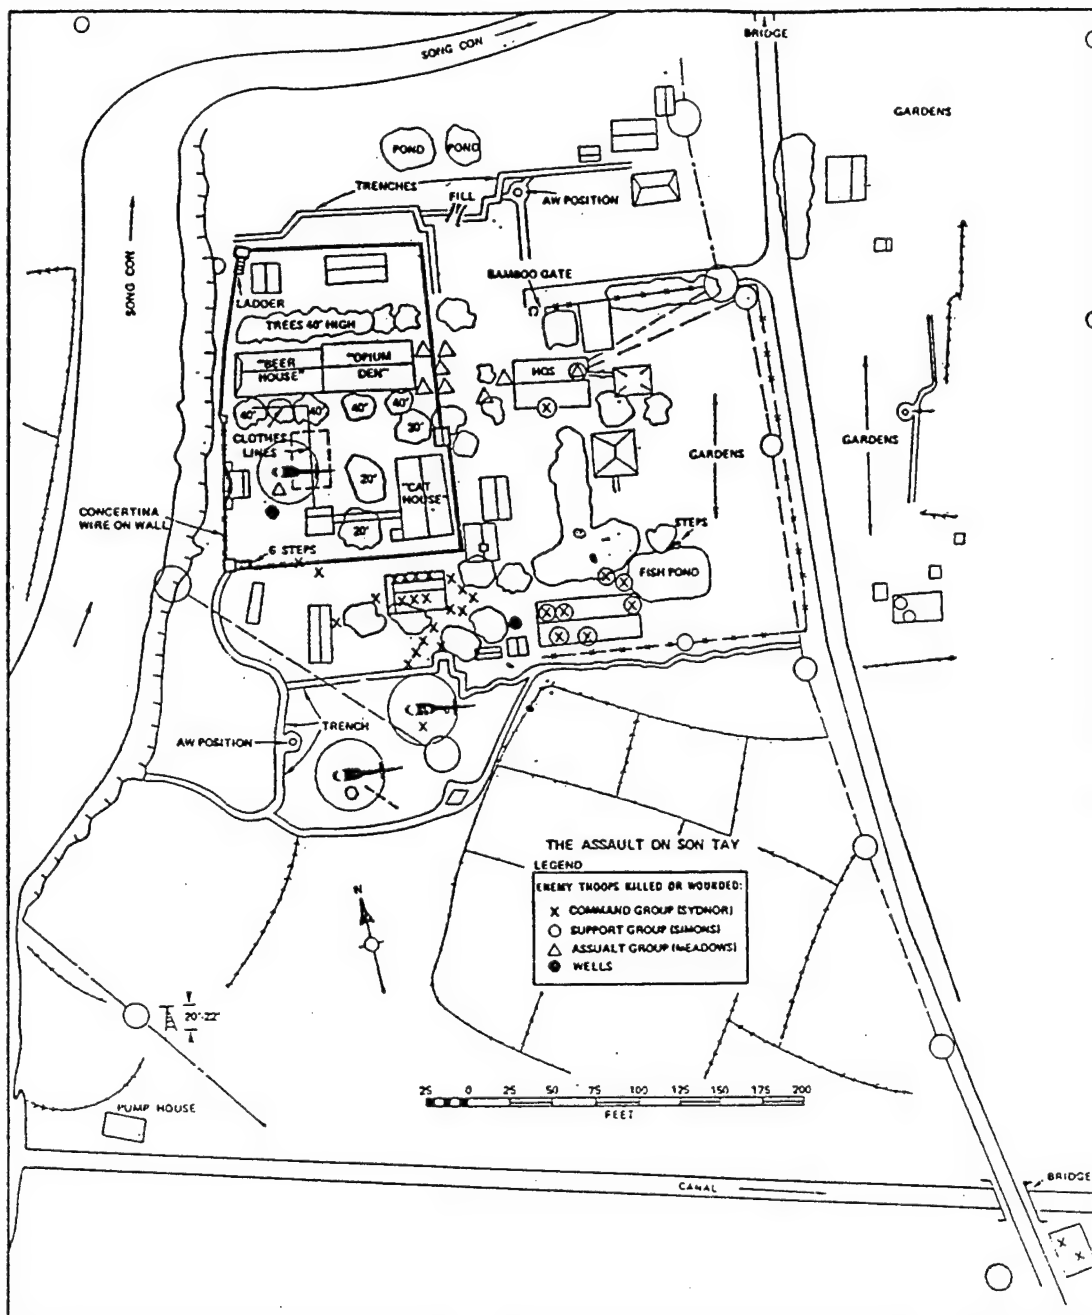 SONG CON
BRIDGE
GARDENS
POND
POND
TRENCHES
FILL
AW POSITION
SONG CON
BAMBOO GATE
LADDER
TREES 40' HIGH
"BEER
HOUSE"
"OPIUM
DEN"
HQS
40'
40'
40'
40'
30'
CLOTHES
LINES
GARDENS
GARDENS
20'
"CAT
HOUSE"
CONCERTINA
WIRE ON WALL
20'
STEPS
6 STEPS
FISH POND
TRENCH
AW POSITION
THE ASSAULT ON SON TAY
LEGEND
ENEMY TROOPS KILLED OR WOUNDED:
X COMMAND GROUP (SYDNOR)
○ SUPPORT GROUP (SIMONS)
△ ASSUALT GROUP (MEADOWS)
● WELLS
N
20'-22'
25 0 25 50 75 100 125 150 175 200
FEET
PUMP HOUSE
CANAL
BRIDGE